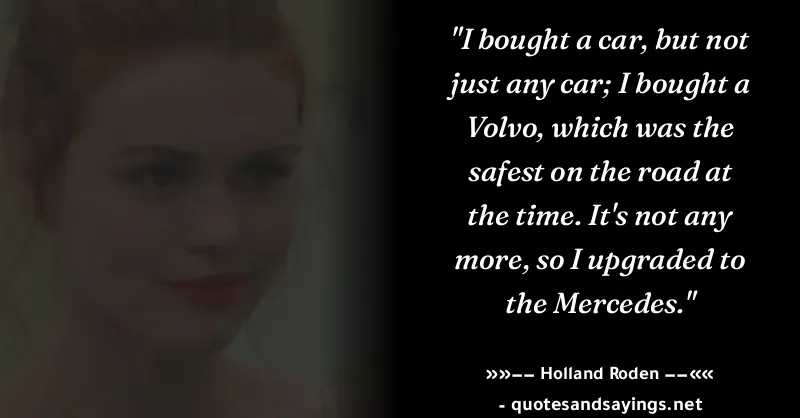 "I bought a car, but not
just any car; I bought a
Volvo, which was the
safest on the road at
the time. It's not any
more, so I upgraded to
the Mercedes."
»»−− Holland Roden −−««
- quotesandsayings.net